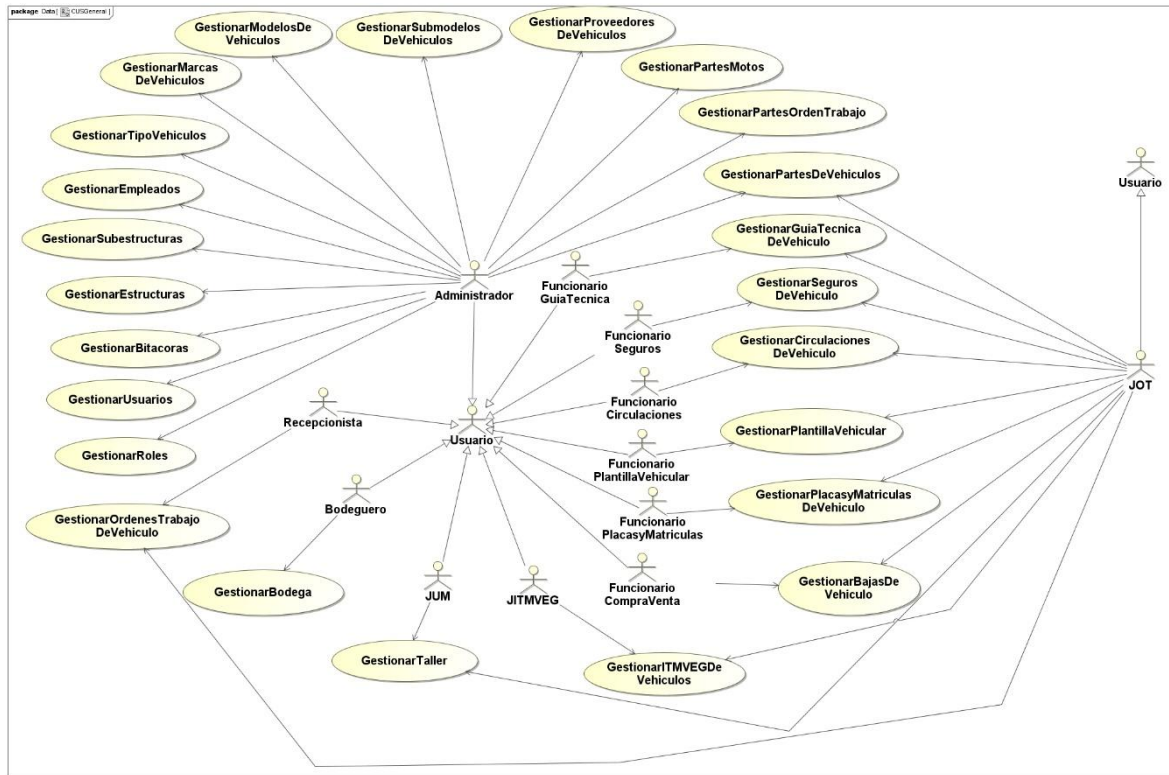 package Data [ CUSGeneral ]
GestionarModelosDe
Vehiculos
GestionarSubmodelos
DeVehiculos
GestionarProveedores
DeVehiculos
GestionarMarcas
DeVehiculos
GestionarPartesMotos
GestionarPartesOrdenTrabajo
GestionarTipoVehiculos
GestionarPartesDeVehiculos
Usuario
GestionarEmpleados
GestionarGuiaTecnica
DeVehiculo
GestionarSubestructuras
Administrador
Funcionario
GuiaTecnica
GestionarSeguros
DeVehiculo
GestionarEstructuras
Funcionario
Seguros
GestionarCirculaciones
DeVehiculo
GestionarBitacoras
JOT
GestionarUsuarios
Recepcionista
Usuario
Funcionario
Circulaciones
GestionarPlantillaVehicular
GestionarRoles
Funcionario
PlantillaVehicular
Bodeguero
GestionarPlacasyMatriculas
DeVehiculo
GestionarOrdenesTrabajo
DeVehiculo
Funcionario
PlacasyMatriculas
GestionarBodega
JUM
JITMVEG
Funcionario
CompraVenta
GestionarBajasDe
Vehiculo
GestionarTaller
GestionarITMVEGDe
Vehiculos